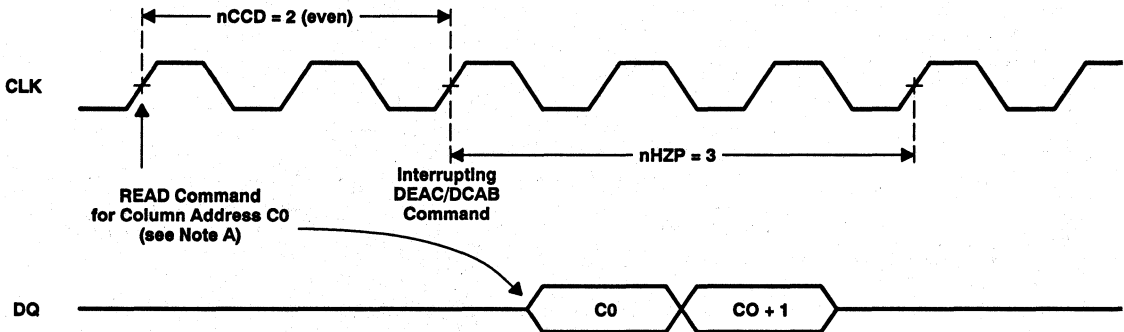 nCCD = 2 (even)
CLK
nHZP = 3
READ Command
for Column Address C0
(see Note A)
Interrupting
DEAC/DCAB
Command
DQ
C0
CO + 1